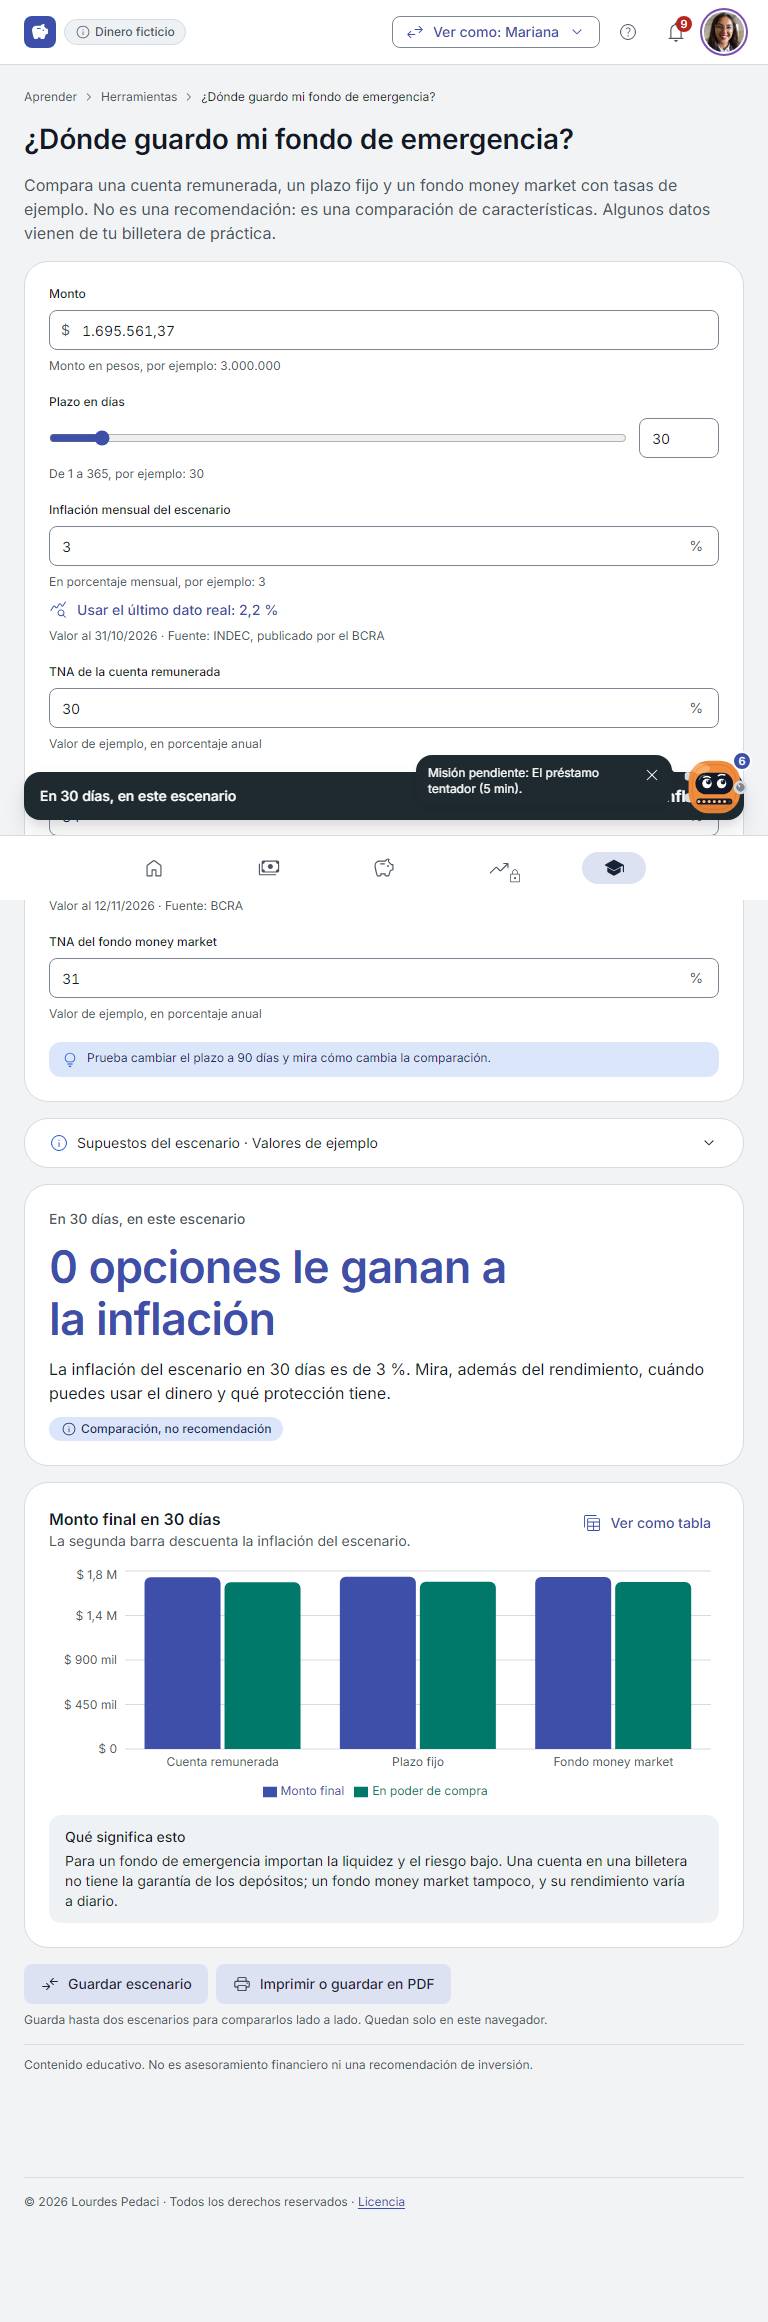 Dinero ficticio
Ver como: Mariana
9
Aprender > Herramientas > ¿Dónde guardo mi fondo de emergencia?
¿Dónde guardo mi fondo de emergencia?
Compara una cuenta remunerada, un plazo fijo y un fondo money market con tasas de
ejemplo. No es una recomendación: es una comparación de características. Algunos datos
vienen de tu billetera de práctica.
Monto
$ 1.695.561,37
Monto en pesos, por ejemplo: 3.000.000
Plazo en días
30
De 1 a 365, por ejemplo: 30
Inflación mensual del escenario
3 %
En porcentaje mensual, por ejemplo: 3
Usar el último dato real: 2,2 %
Valor al 31/10/2026 · Fuente: INDEC, publicado por el BCRA
TNA de la cuenta remunerada
30 %
Valor de ejemplo, en porcentaje anual
Misión pendiente: El préstamo
tentador (5 min).
6
En 30 días, en este escenario
Valor al 12/11/2026 · Fuente: BCRA
TNA del fondo money market
31 %
Valor de ejemplo, en porcentaje anual
Prueba cambiar el plazo a 90 días y mira cómo cambia la comparación.
Supuestos del escenario · Valores de ejemplo
En 30 días, en este escenario
0 opciones le ganan a
la inflación
La inflación del escenario en 30 días es de 3 %. Mira, además del rendimiento, cuándo
puedes usar el dinero y qué protección tiene.
Comparación, no recomendación
Monto final en 30 días
Ver como tabla
La segunda barra descuenta la inflación del escenario.
$ 1,8 M
$ 1,4 M
$ 900 mil
$ 450 mil
$ 0
Cuenta remunerada Plazo fijo Fondo money market
Monto final En poder de compra
Qué significa esto
Para un fondo de emergencia importan la liquidez y el riesgo bajo. Una cuenta en una billetera
no tiene la garantía de los depósitos; un fondo money market tampoco, y su rendimiento varía
a diario.
Guardar escenario
Imprimir o guardar en PDF
Guarda hasta dos escenarios para compararlos lado a lado. Quedan solo en este navegador.
Contenido educativo. No es asesoramiento financiero ni una recomendación de inversión.
© 2026 Lourdes Pedaci · Todos los derechos reservados · Licencia